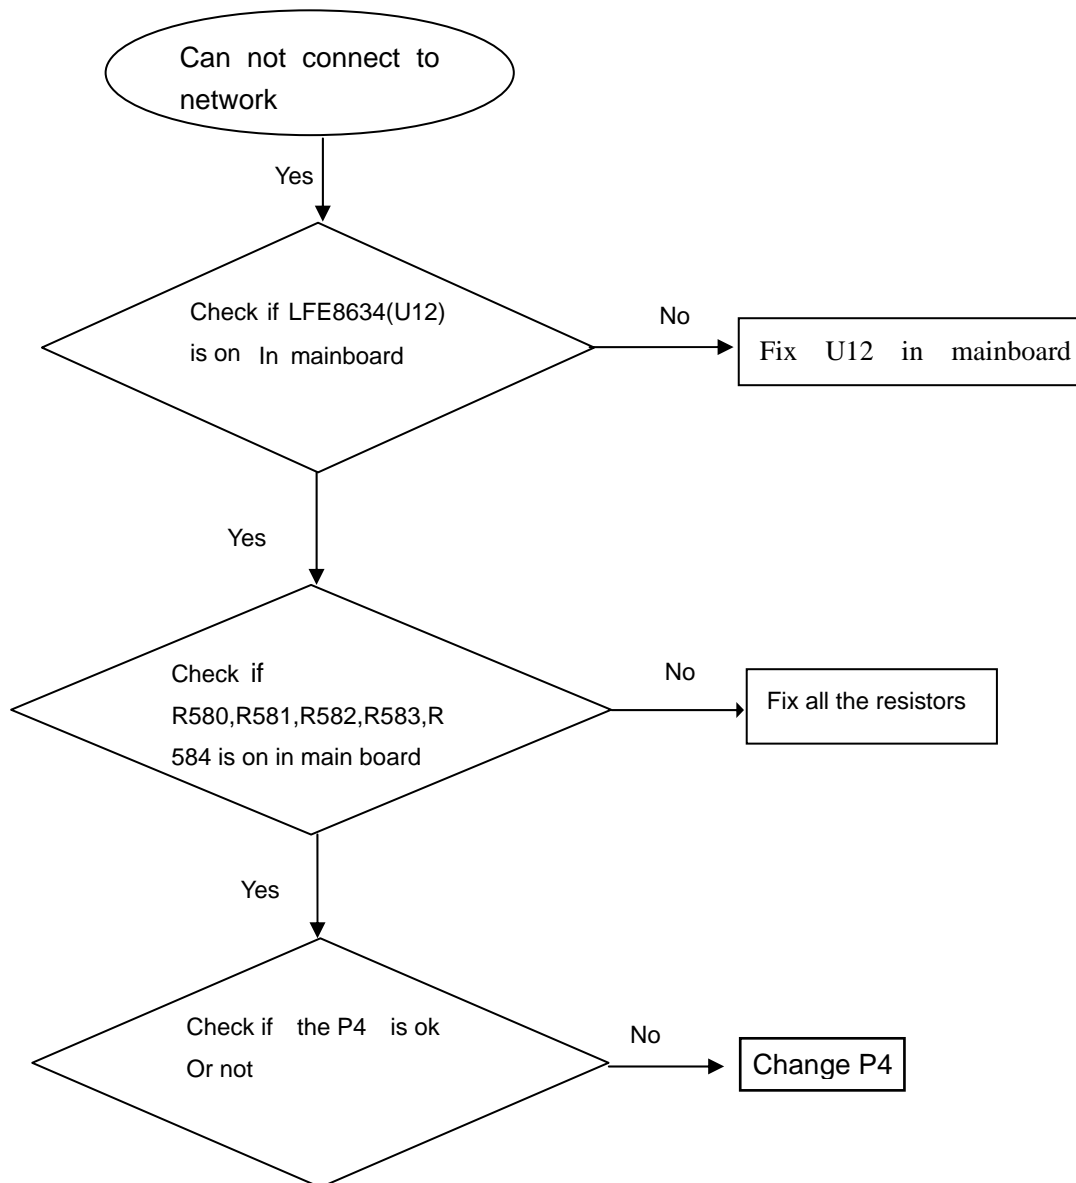 Can not connect to
network
Yes
Check if LFE8634(U12)
is on In mainboard
No
Fix U12 in mainboard
Yes
Check if
R580,R581,R582,R583,R
584 is on in main board
No
Fix all the resistors
Yes
Check if the P4 is ok
Or not
No
Change P4